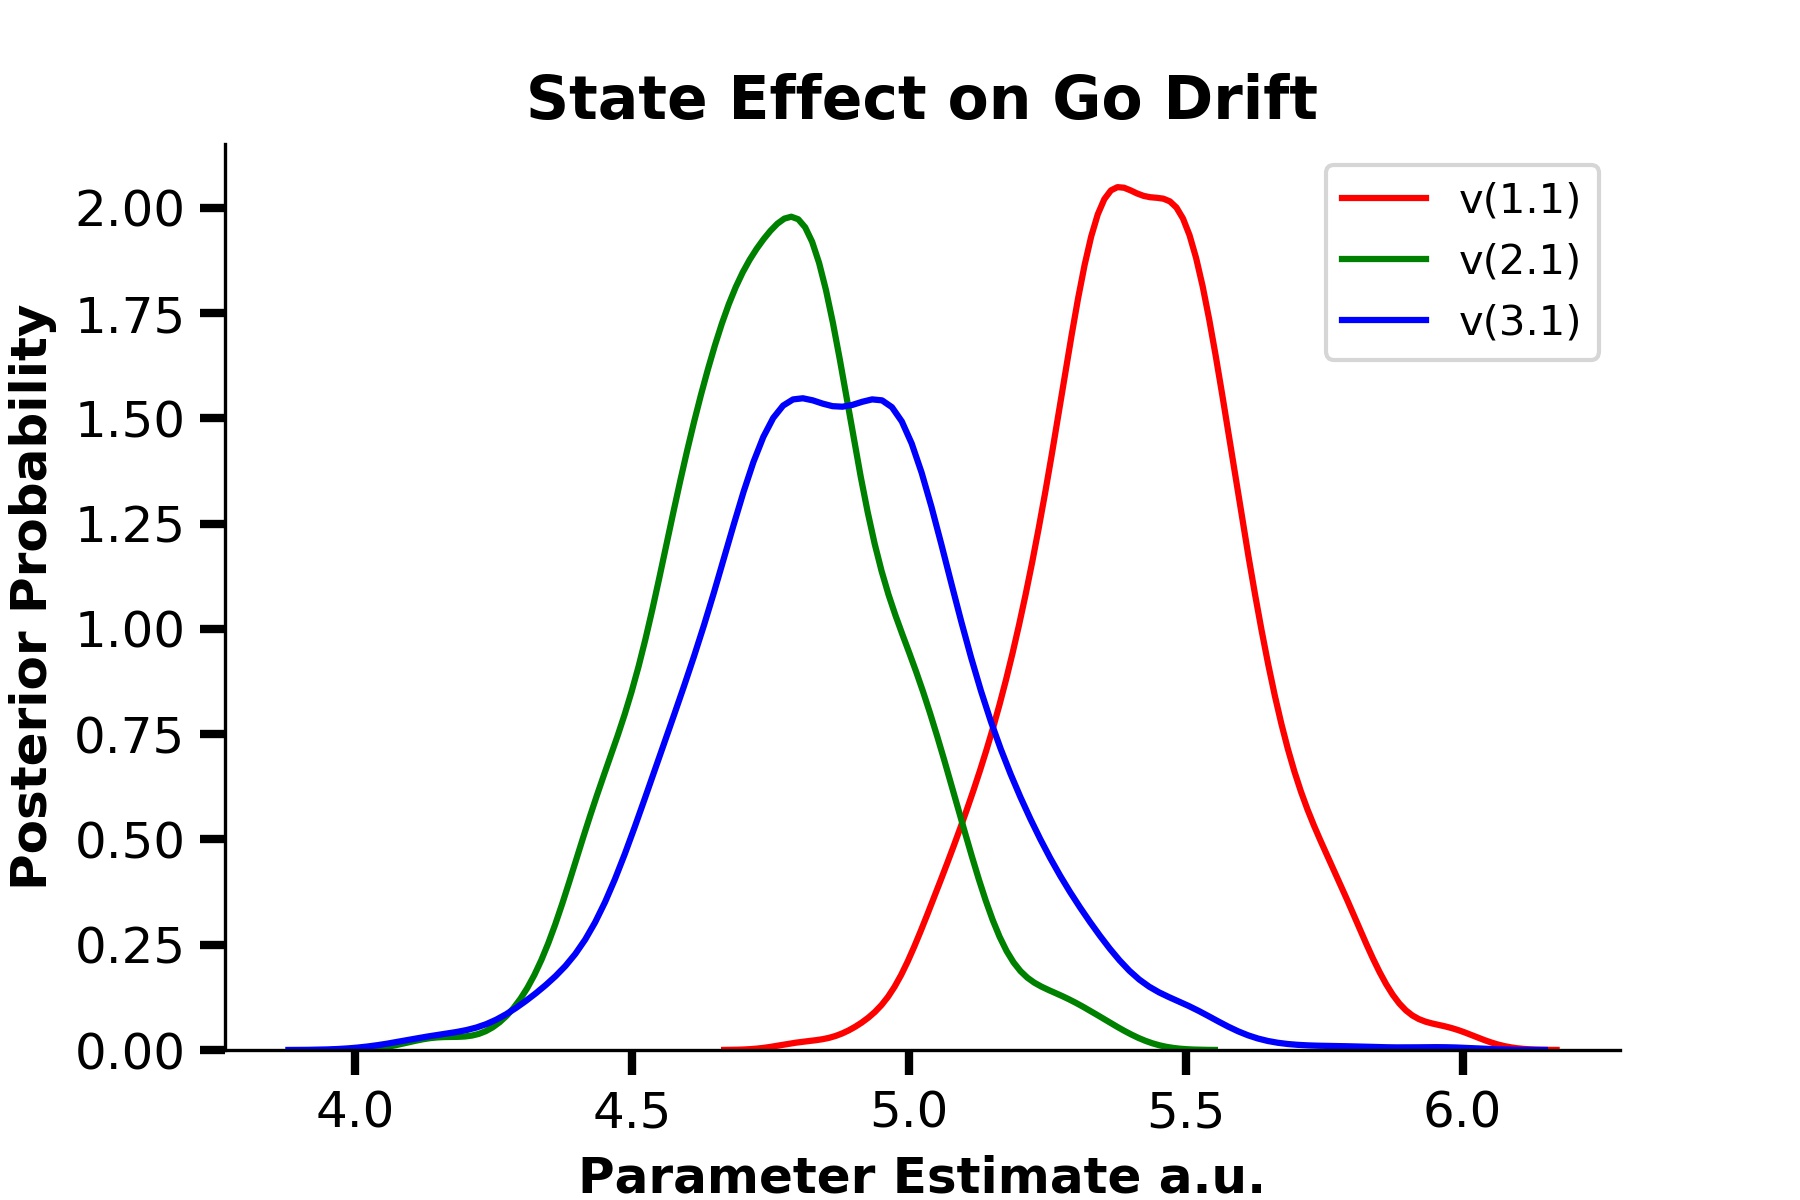 State Effect on Go Drift
v(1.1)
v(2.1)
v(3.1)
Posterior Probability
2.00
1.75
1.50
1.25
1.00
0.75
0.50
0.25
0.00
4.0 4.5 5.0 5.5 6.0
Parameter Estimate a.u.